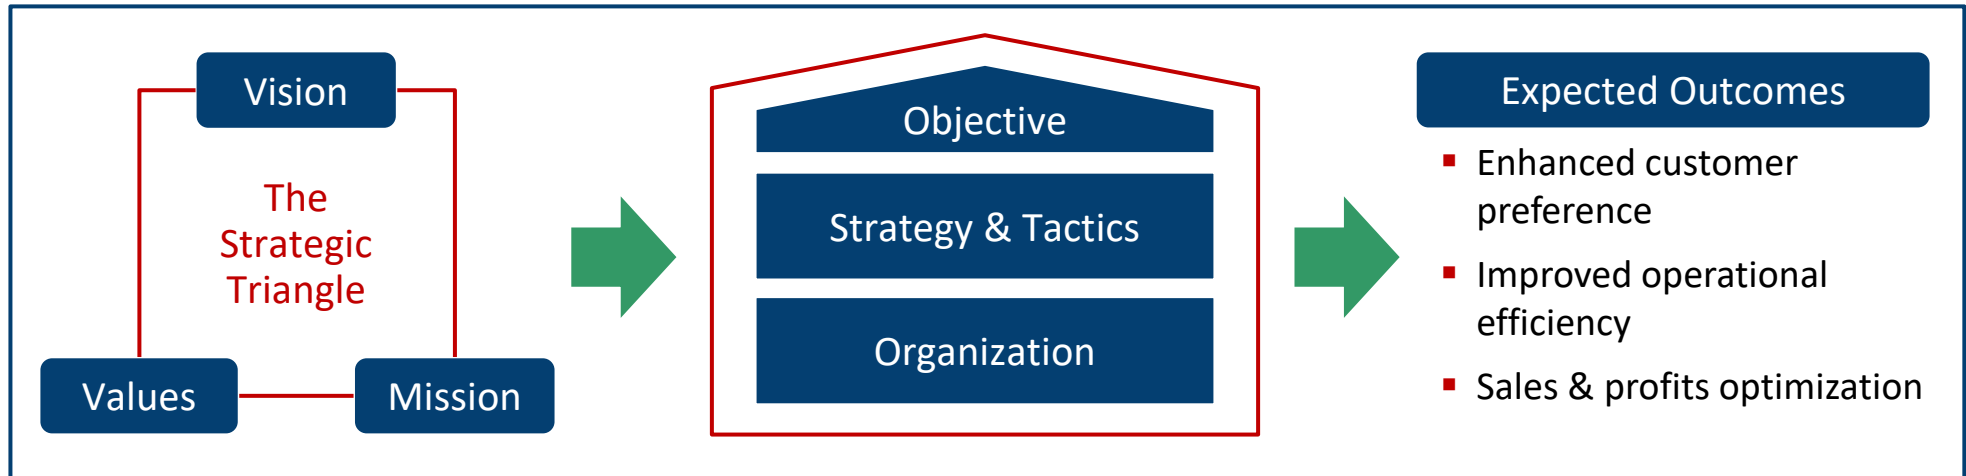 Vision
The
Strategic
Triangle
Values
Mission
Objective
Strategy & Tactics
Organization
Expected Outcomes
▪ Enhanced customer
preference
▪ Improved operational
efficiency
▪ Sales & profits optimization